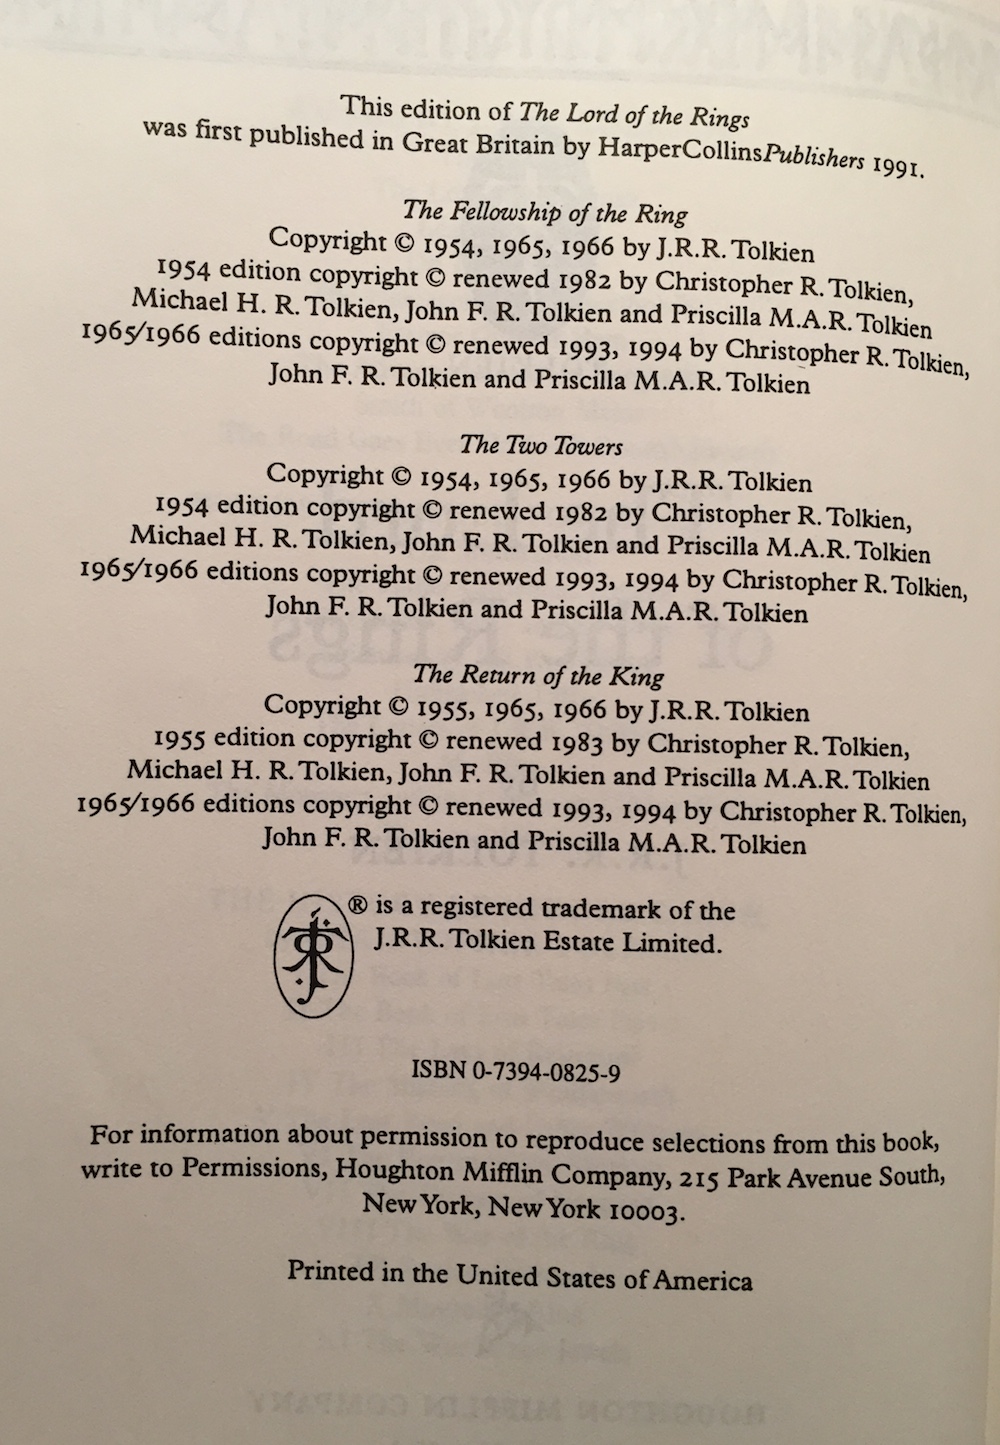 This edition of The Lord of the Rings
was first published in Great Britain by HarperCollinsPublishers 1991.
The Fellowship of the Ring
Copyright © 1954, 1965, 1966 by J.R.R. Tolkien
1954 edition copyright © renewed 1982 by Christopher R. Tolkien,
Michael H. R. Tolkien, John F. R. Tolkien and Priscilla M.A.R. Tolkien
1965/1966 editions copyright © renewed 1993, 1994 by Christopher R. Tolkien,
John F. R. Tolkien and Priscilla M.A.R. Tolkien
The Two Towers
Copyright © 1954, 1965, 1966 by J.R.R. Tolkien
1954 edition copyright © renewed 1982 by Christopher R. Tolkien,
Michael H. R. Tolkien, John F. R. Tolkien and Priscilla M.A.R. Tolkien
1965/1966 editions copyright © renewed 1993, 1994 by Christopher R. Tolkien,
John F. R. Tolkien and Priscilla M.A.R. Tolkien
The Return of the King
Copyright © 1955, 1965, 1966 by J.R.R. Tolkien
1955 edition copyright © renewed 1983 by Christopher R. Tolkien,
Michael H. R. Tolkien, John F. R. Tolkien and Priscilla M.A.R. Tolkien
1965/1966 editions copyright © renewed 1993, 1994 by Christopher R. Tolkien,
John F. R. Tolkien and Priscilla M.A.R. Tolkien
® is a registered trademark of the
J.R.R. Tolkien Estate Limited.
ISBN 0-7394-0825-9
For information about permission to reproduce selections from this book,
write to Permissions, Houghton Mifflin Company, 215 Park Avenue South,
New York, New York 10003.
Printed in the United States of America